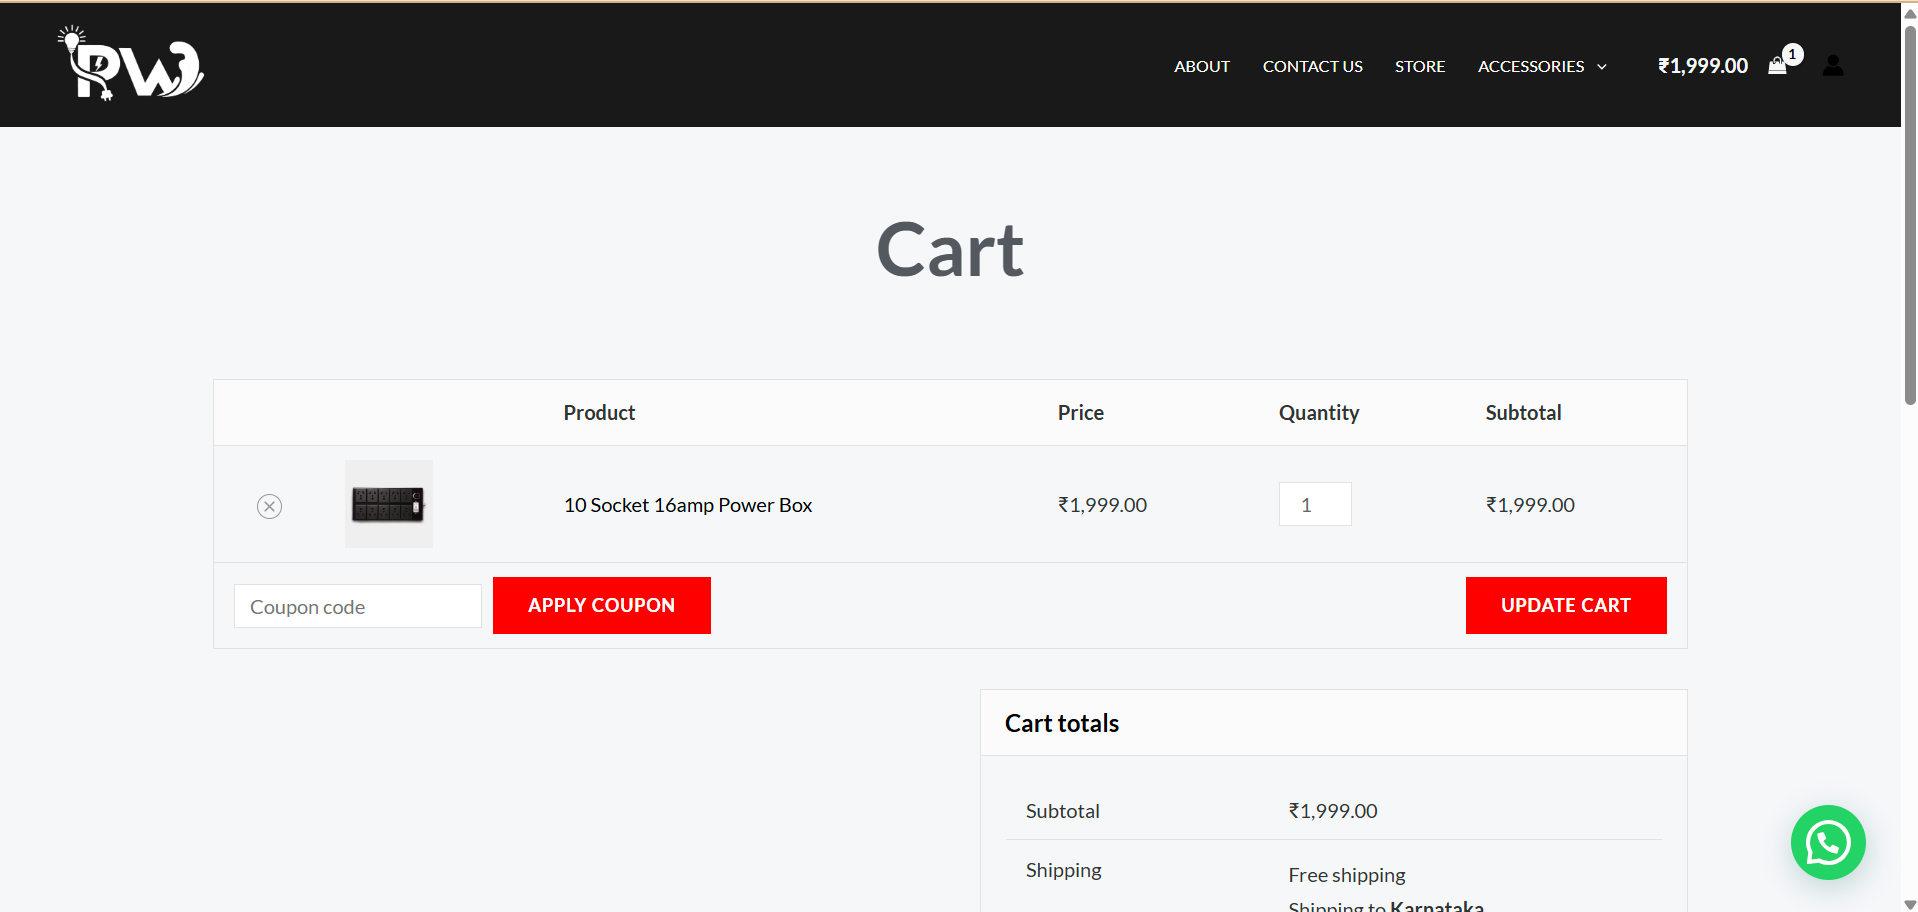 RW
ABOUT CONTACT US STORE ACCESSORIES ₹1,999.00 1
Cart
Product Price Quantity Subtotal
10 Socket 16amp Power Box ₹1,999.00 1 ₹1,999.00
Coupon code APPLY COUPON UPDATE CART
Cart totals
Subtotal ₹1,999.00
Shipping Free shipping
Shipping to Karnataka